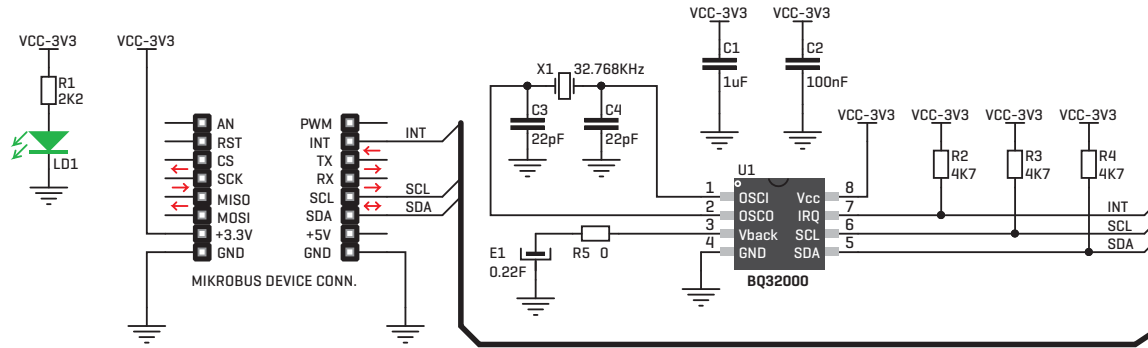 VCC-3V3
R1
2K2
LD1
VCC-3V3
AN
RST
CS
SCK
MISO
MOSI
+3.3V
GND
PWM
INT
TX
RX
SCL
SDA
+5V
GND
INT
SCL
SDA
MIKROBUS DEVICE CONN.
X1 32.768KHz
C3
22pF
C4
22pF
VCC-3V3
C1
1uF
VCC-3V3
C2
100nF
E1
0.22F
R5 0
U1
1 OSCI Vcc 8
2 OSCO IRQ 7
3 Vback SCL 6
4 GND SDA 5
BQ32000
VCC-3V3
VCC-3V3
R2
4K7
VCC-3V3
R3
4K7
VCC-3V3
R4
4K7
INT
SCL
SDA